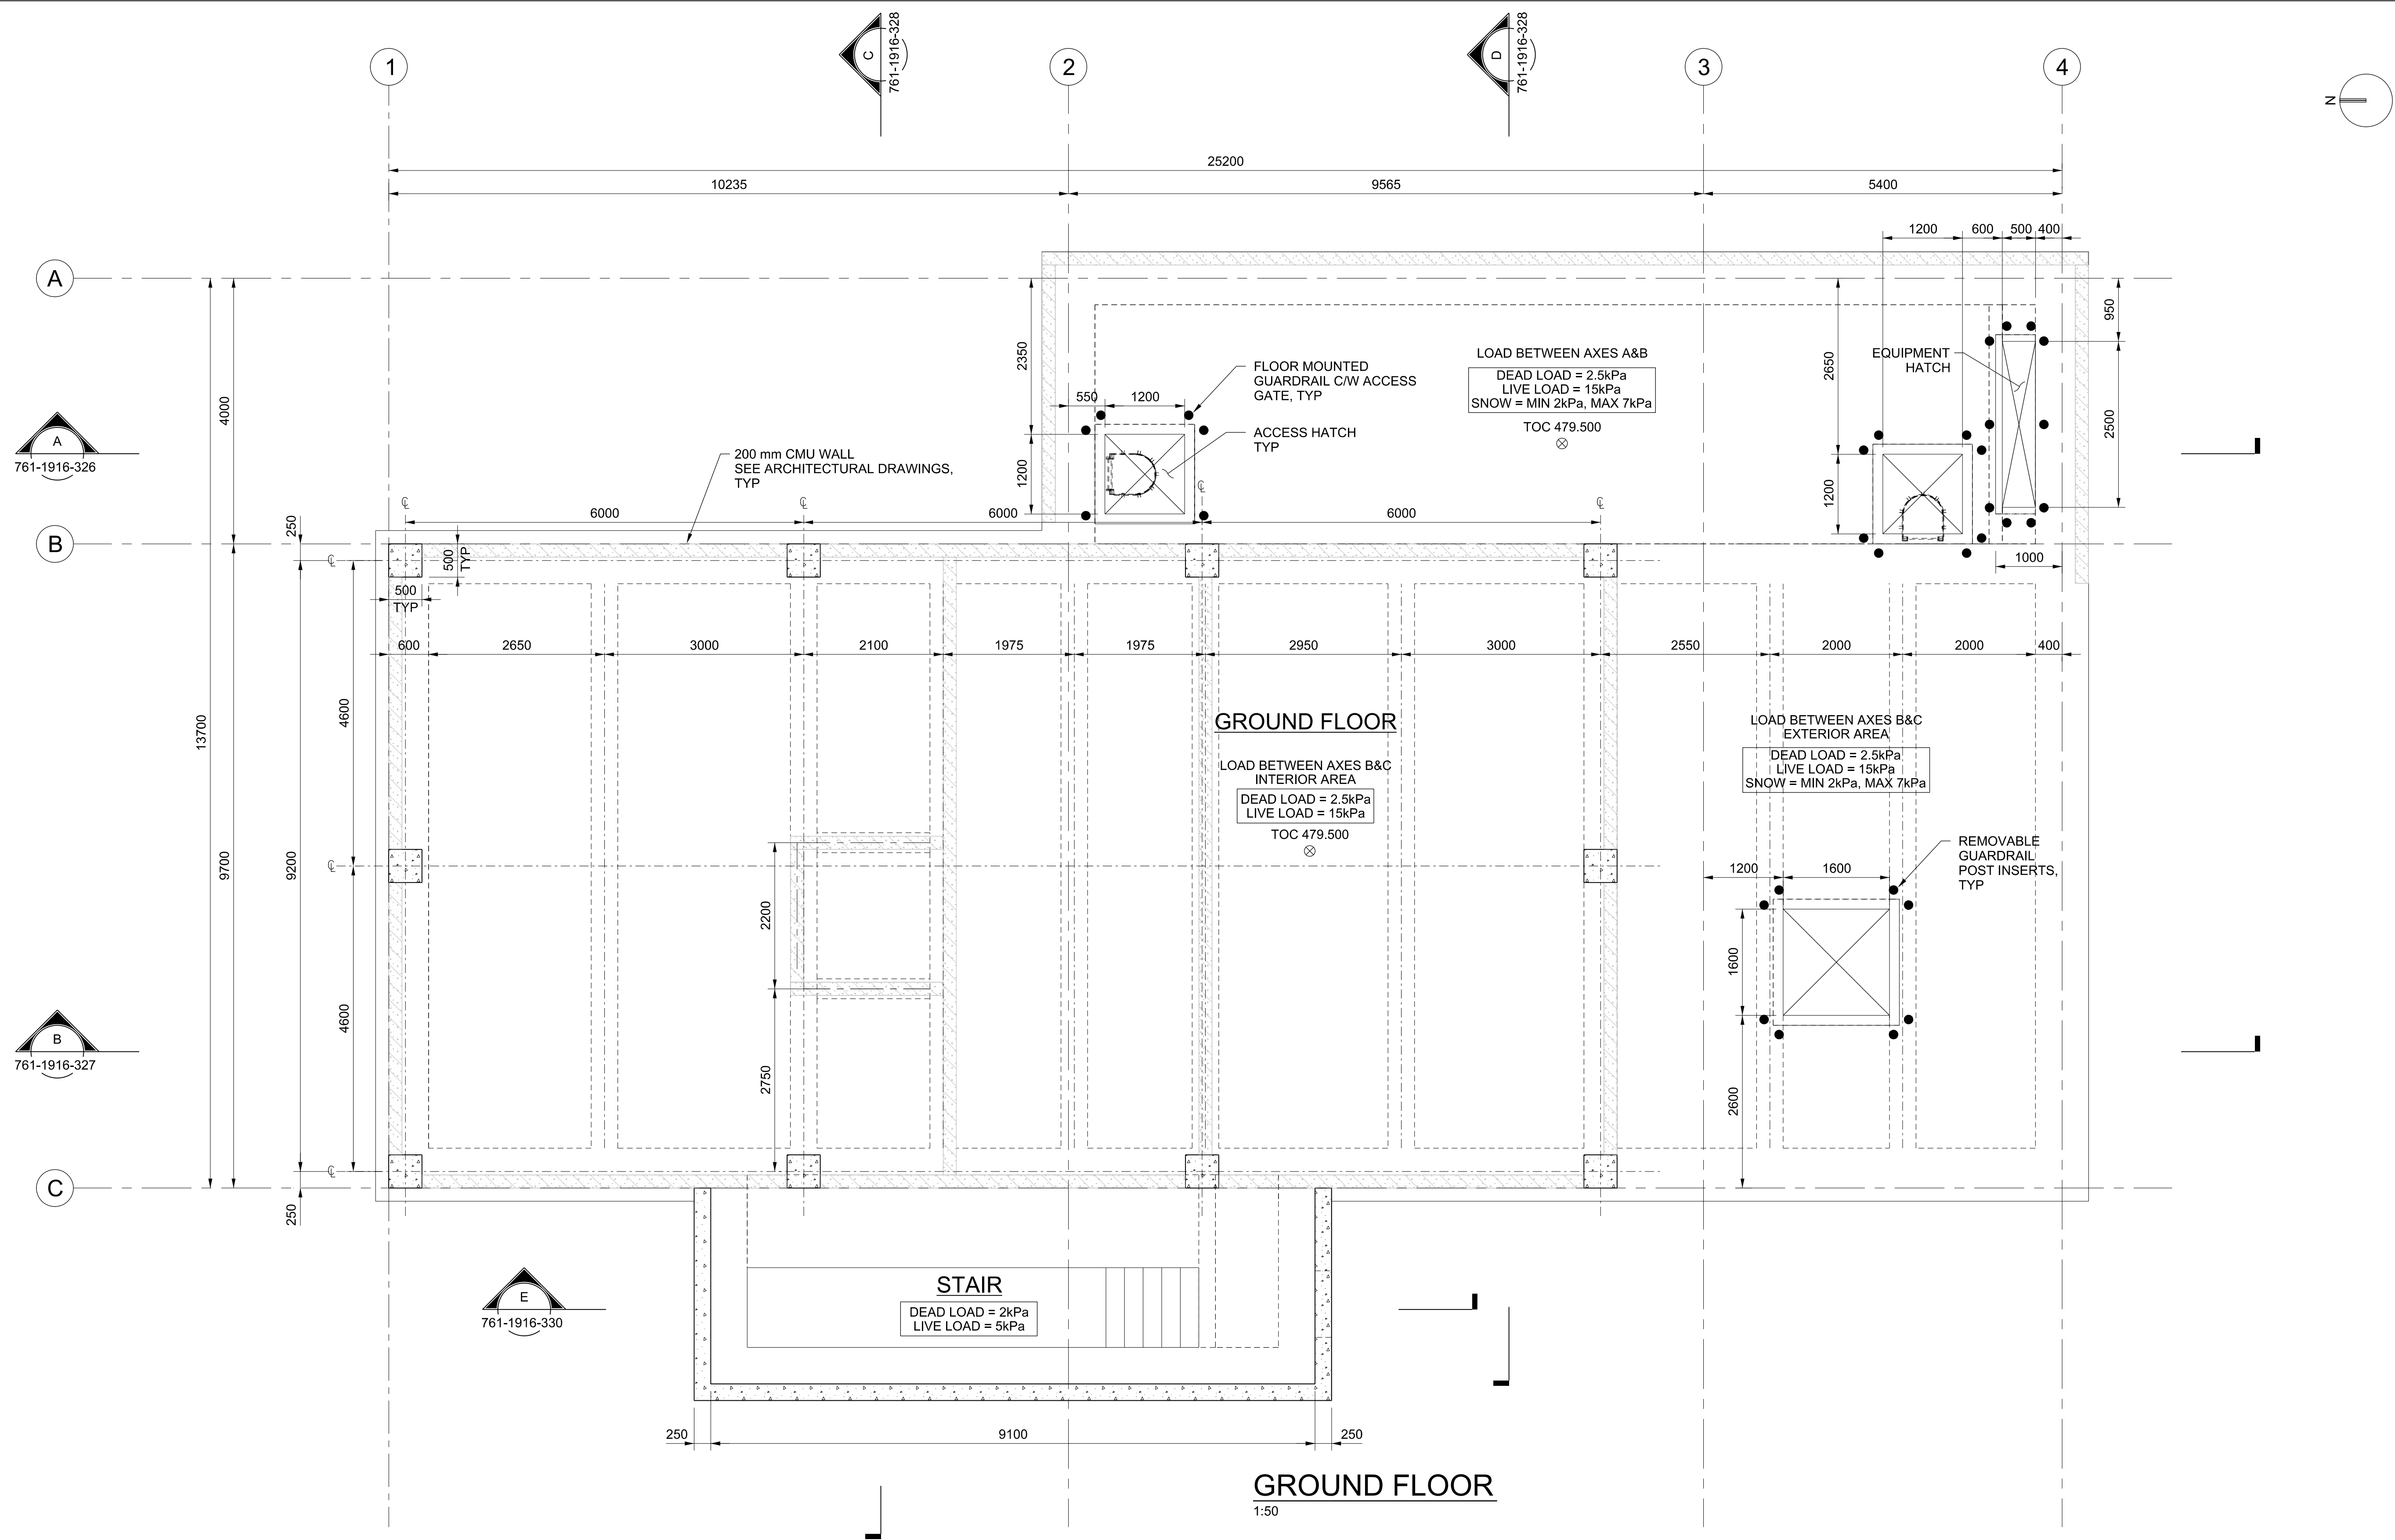 C
761-1916-328
D
761-1916-328
1
2
3
4
N
25200
10235
9565
5400
1200
600
500
400
A
950
2350
2650
LOAD BETWEEN AXES A&B
DEAD LOAD = 2.5kPa
LIVE LOAD = 15kPa
SNOW = MIN 2kPa, MAX 7kPa
TOC 479.500
EQUIPMENT
HATCH
FLOOR MOUNTED
GUARDRAIL C/W ACCESS
GATE, TYP
550
1200
4000
2500
ACCESS HATCH
TYP
A
761-1916-326
200 mm CMU WALL
SEE ARCHITECTURAL DRAWINGS,
TYP
1200
1200
℄
℄
℄
℄
6000
6000
6000
250
B
℄
500
TYP
1000
500
TYP
600
2650
3000
2100
1975
1975
2950
3000
2550
2000
2000
400
4600
13700
GROUND FLOOR
LOAD BETWEEN AXES B&C
INTERIOR AREA
DEAD LOAD = 2.5kPa
LIVE LOAD = 15kPa
TOC 479.500
LOAD BETWEEN AXES B&C
EXTERIOR AREA
DEAD LOAD = 2.5kPa
LIVE LOAD = 15kPa
SNOW = MIN 2kPa, MAX 7kPa
9700
9200
℄
REMOVABLE
GUARDRAIL
POST INSERTS,
TYP
1200
1600
2200
1600
4600
B
761-1916-327
2750
2600
℄
C
250
E
761-1916-330
STAIR
DEAD LOAD = 2kPa
LIVE LOAD = 5kPa
250
9100
250
GROUND FLOOR
1:50